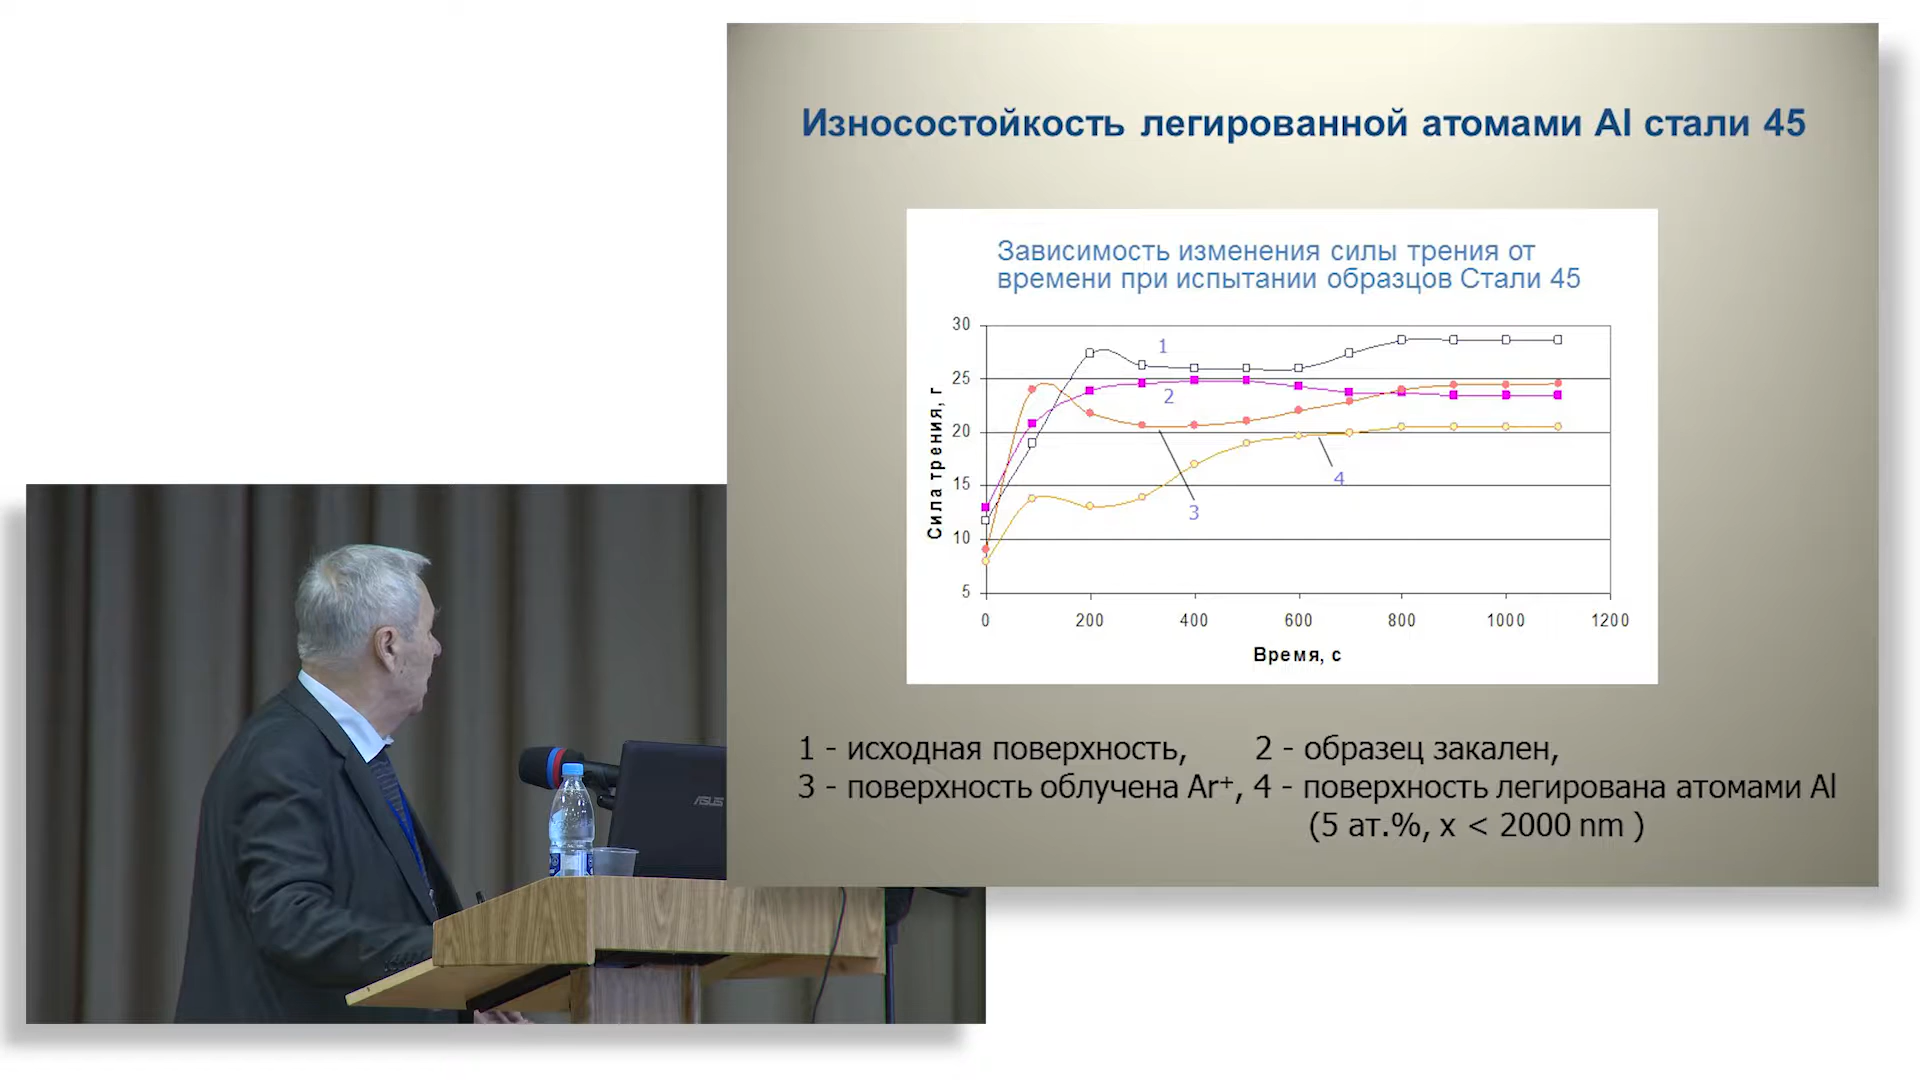 Износостойкость легированной атомами Al стали 45
Зависимость изменения силы трения от
времени при испытании образцов Стали 45
30
25
20
15
10
5
Сила трения, г
1
2
3
4
0 200 400 600 800 1000 1200
Время, с
1 - исходная поверхность, 2 - образец закален,
3 - поверхность облучена Ar⁺, 4 - поверхность легирована атомами Al
(5 ат.%, x < 2000 nm )
ASUS